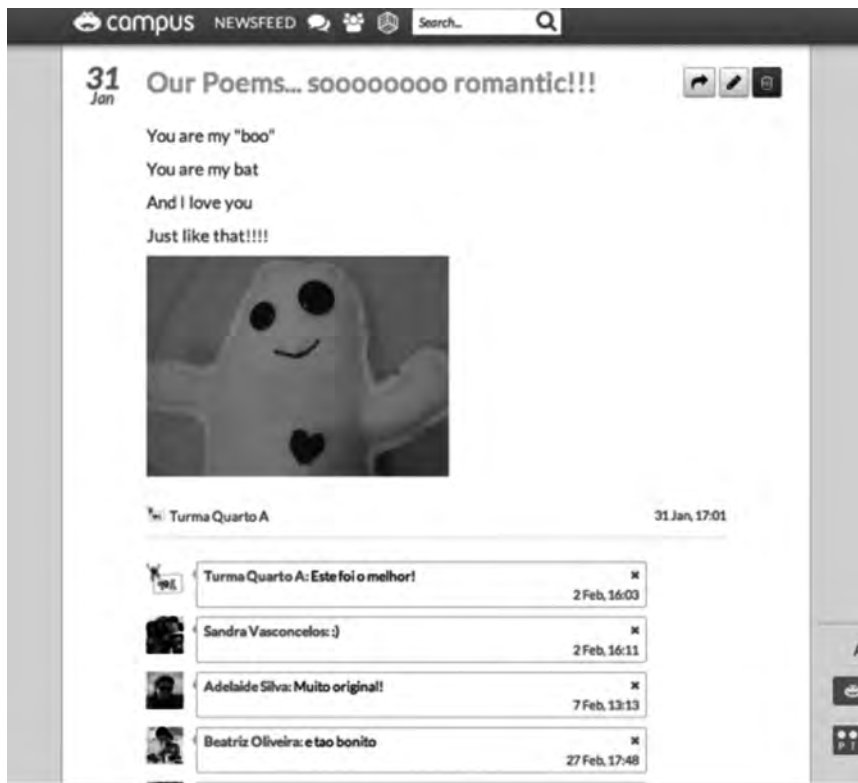 campus NEWSFEED Search...
31 Jan
Our Poems... soooooooo romantic!!!
You are my "boo"
You are my bat
And I love you
Just like that!!!!
Turma Quarto A 31 Jan, 17:01
Turma Quarto A: Este foi o melhor!
2 Feb, 16:03
Sandra Vasconcelos: :)
2 Feb, 16:11
Adelaide Silva: Muito original!
7 Feb, 13:13
Beatriz Oliveira: e tao bonito
27 Feb, 17:48